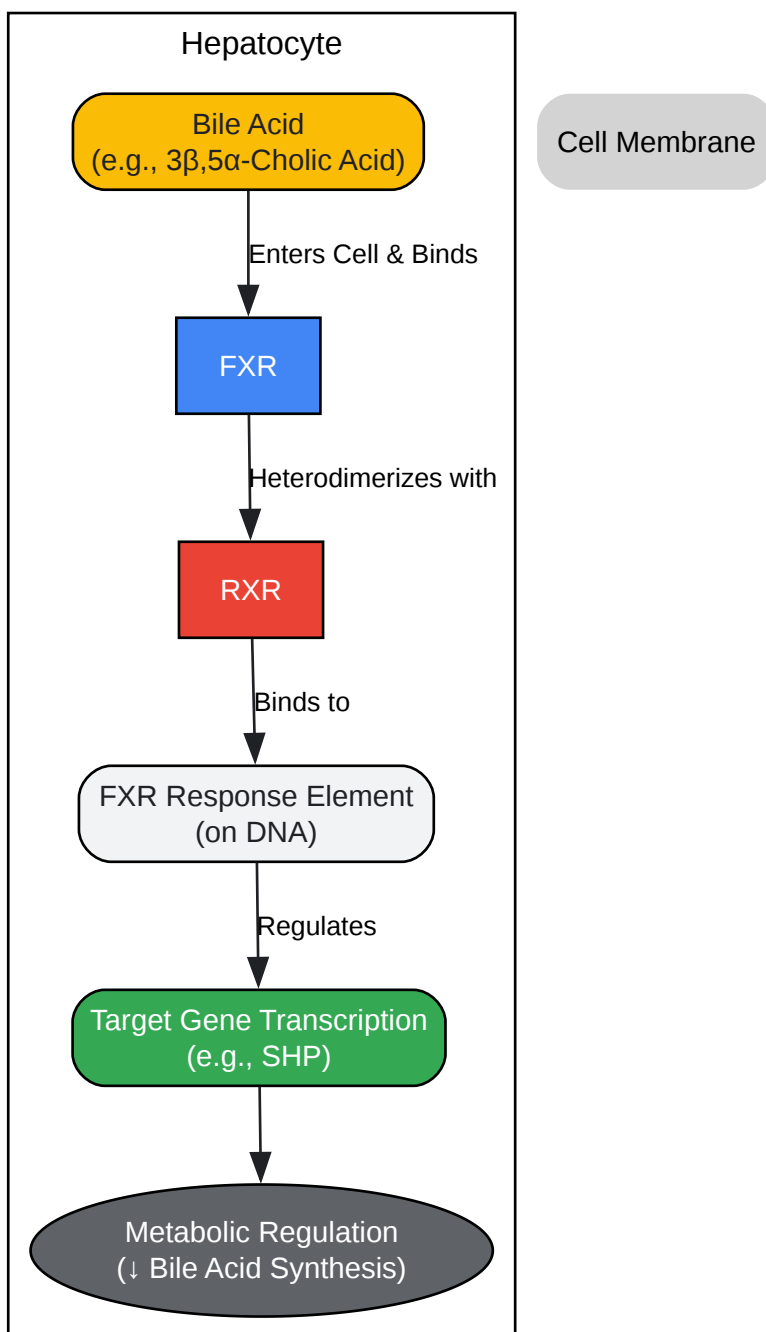 Hepatocyte
Bile Acid
(e.g., 3β,5α-Cholic Acid)
Cell Membrane
Enters Cell & Binds
FXR
Heterodimerizes with
RXR
Binds to
FXR Response Element
(on DNA)
Regulates
Target Gene Transcription
(e.g., SHP)
Metabolic Regulation
(↓ Bile Acid Synthesis)